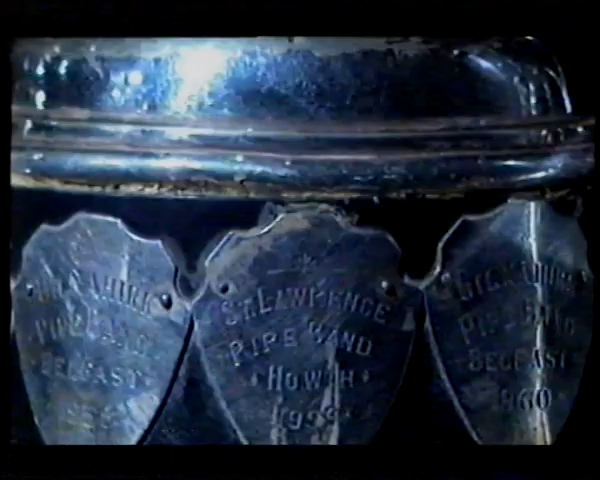 PIPE BAND
BELFAST
ST. LAWRENCE
PIPE BAND
HOWTH
PIPE BAND
BELFAST
1960